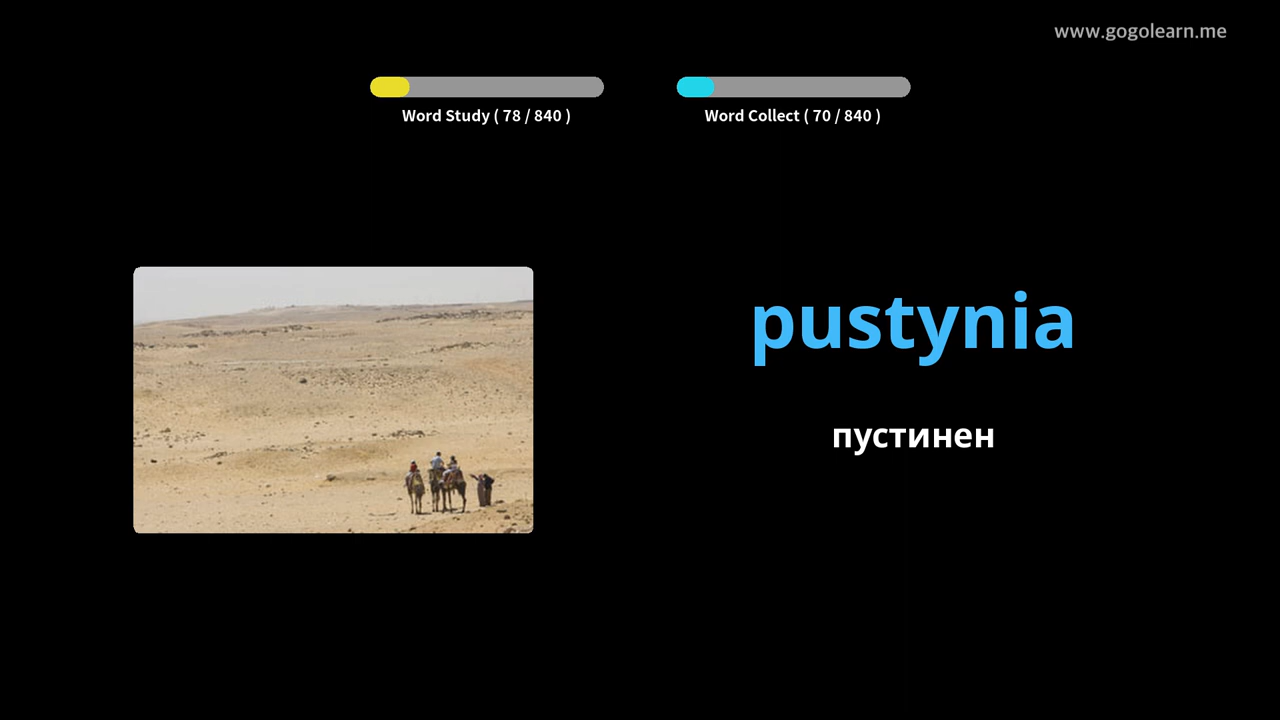 www.gogolearn.me
Word Study ( 78 / 840 )
Word Collect ( 70 / 840 )
pustynia
пустинен